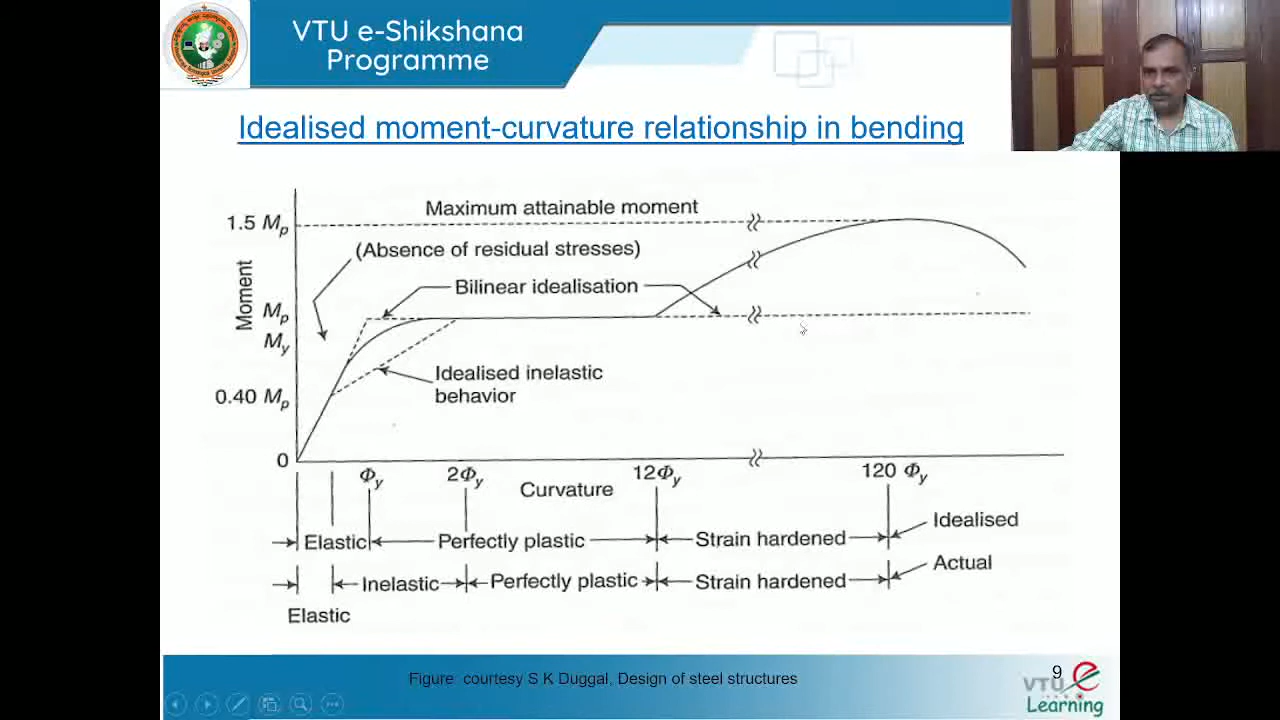 VTU e-Shikshana
Programme
Idealised moment-curvature relationship in bending
Maximum attainable moment
1.5 Mp
(Absence of residual stresses)
Bilinear idealisation
Moment
Mp
My
Idealised inelastic
behavior
0.40 Mp
0
Φy
2Φy
Curvature
12Φy
120 Φy
Idealised
Elastic
Perfectly plastic
Strain hardened
Actual
Inelastic
Perfectly plastic
Strain hardened
Elastic
Figure: courtesy S K Duggal, Design of steel structures
9
VTU e
Learning